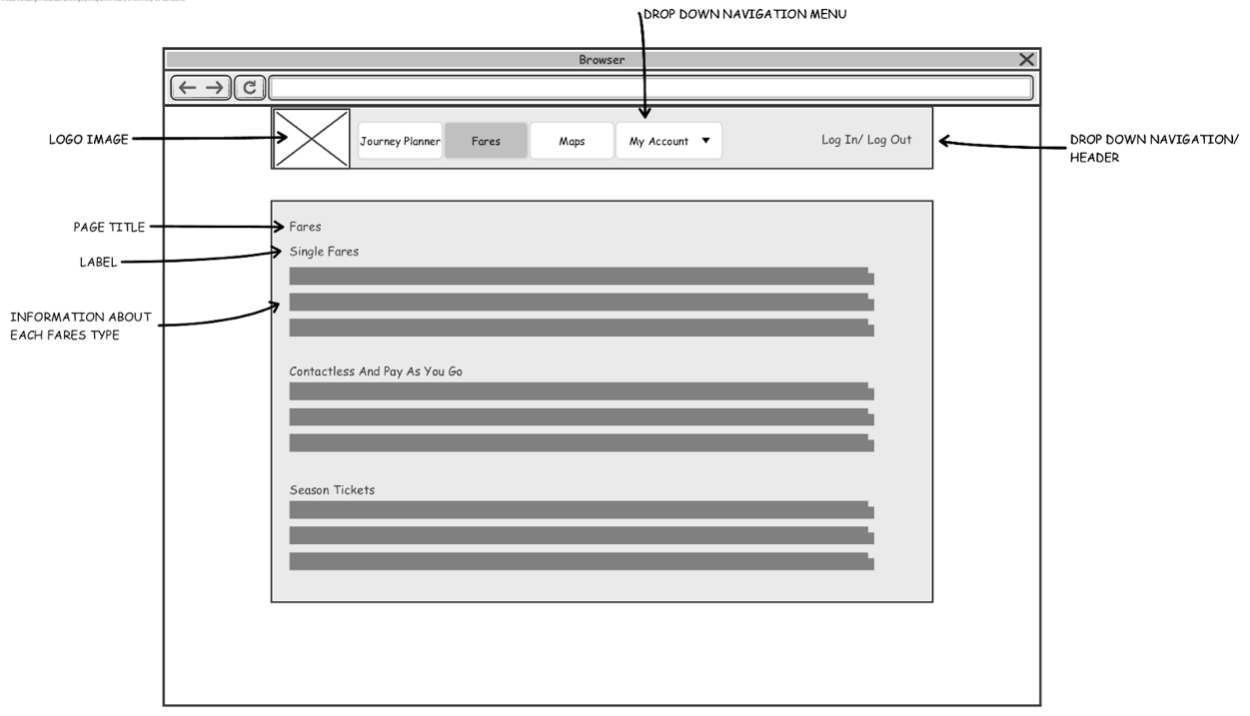 DROP DOWN NAVIGATION MENU
Browser
LOGO IMAGE
Journey Planner
Fares
Maps
My Account
Log In/ Log Out
DROP DOWN NAVIGATION/
HEADER
PAGE TITLE
Fares
LABEL
Single Fares
INFORMATION ABOUT
EACH FARES TYPE
Contactless And Pay As You Go
Season Tickets